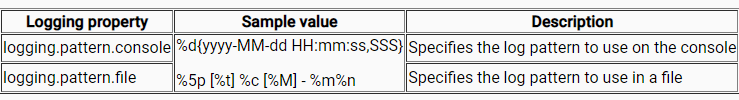 Logging property Sample value Description
logging.pattern.console %d{yyyy-MM-dd HH:mm:ss,SSS} Specifies the log pattern to use on the console
logging.pattern.file %5p [%t] %c [%M] - %m%n Specifies the log pattern to use in a file